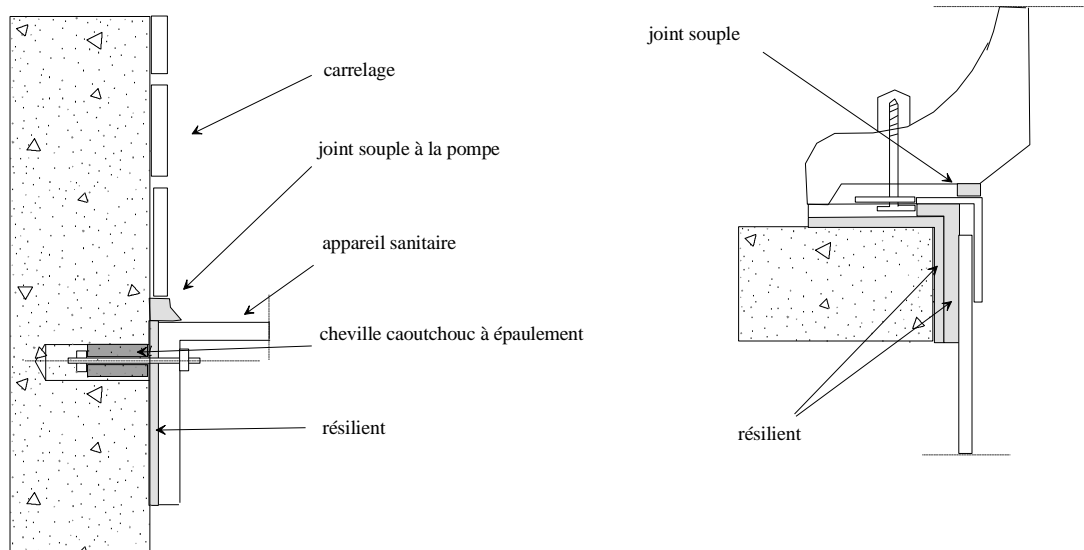 carrelage
joint souple à la pompe
appareil sanitaire
cheville caoutchouc à épaulement
résilient
joint souple
résilient